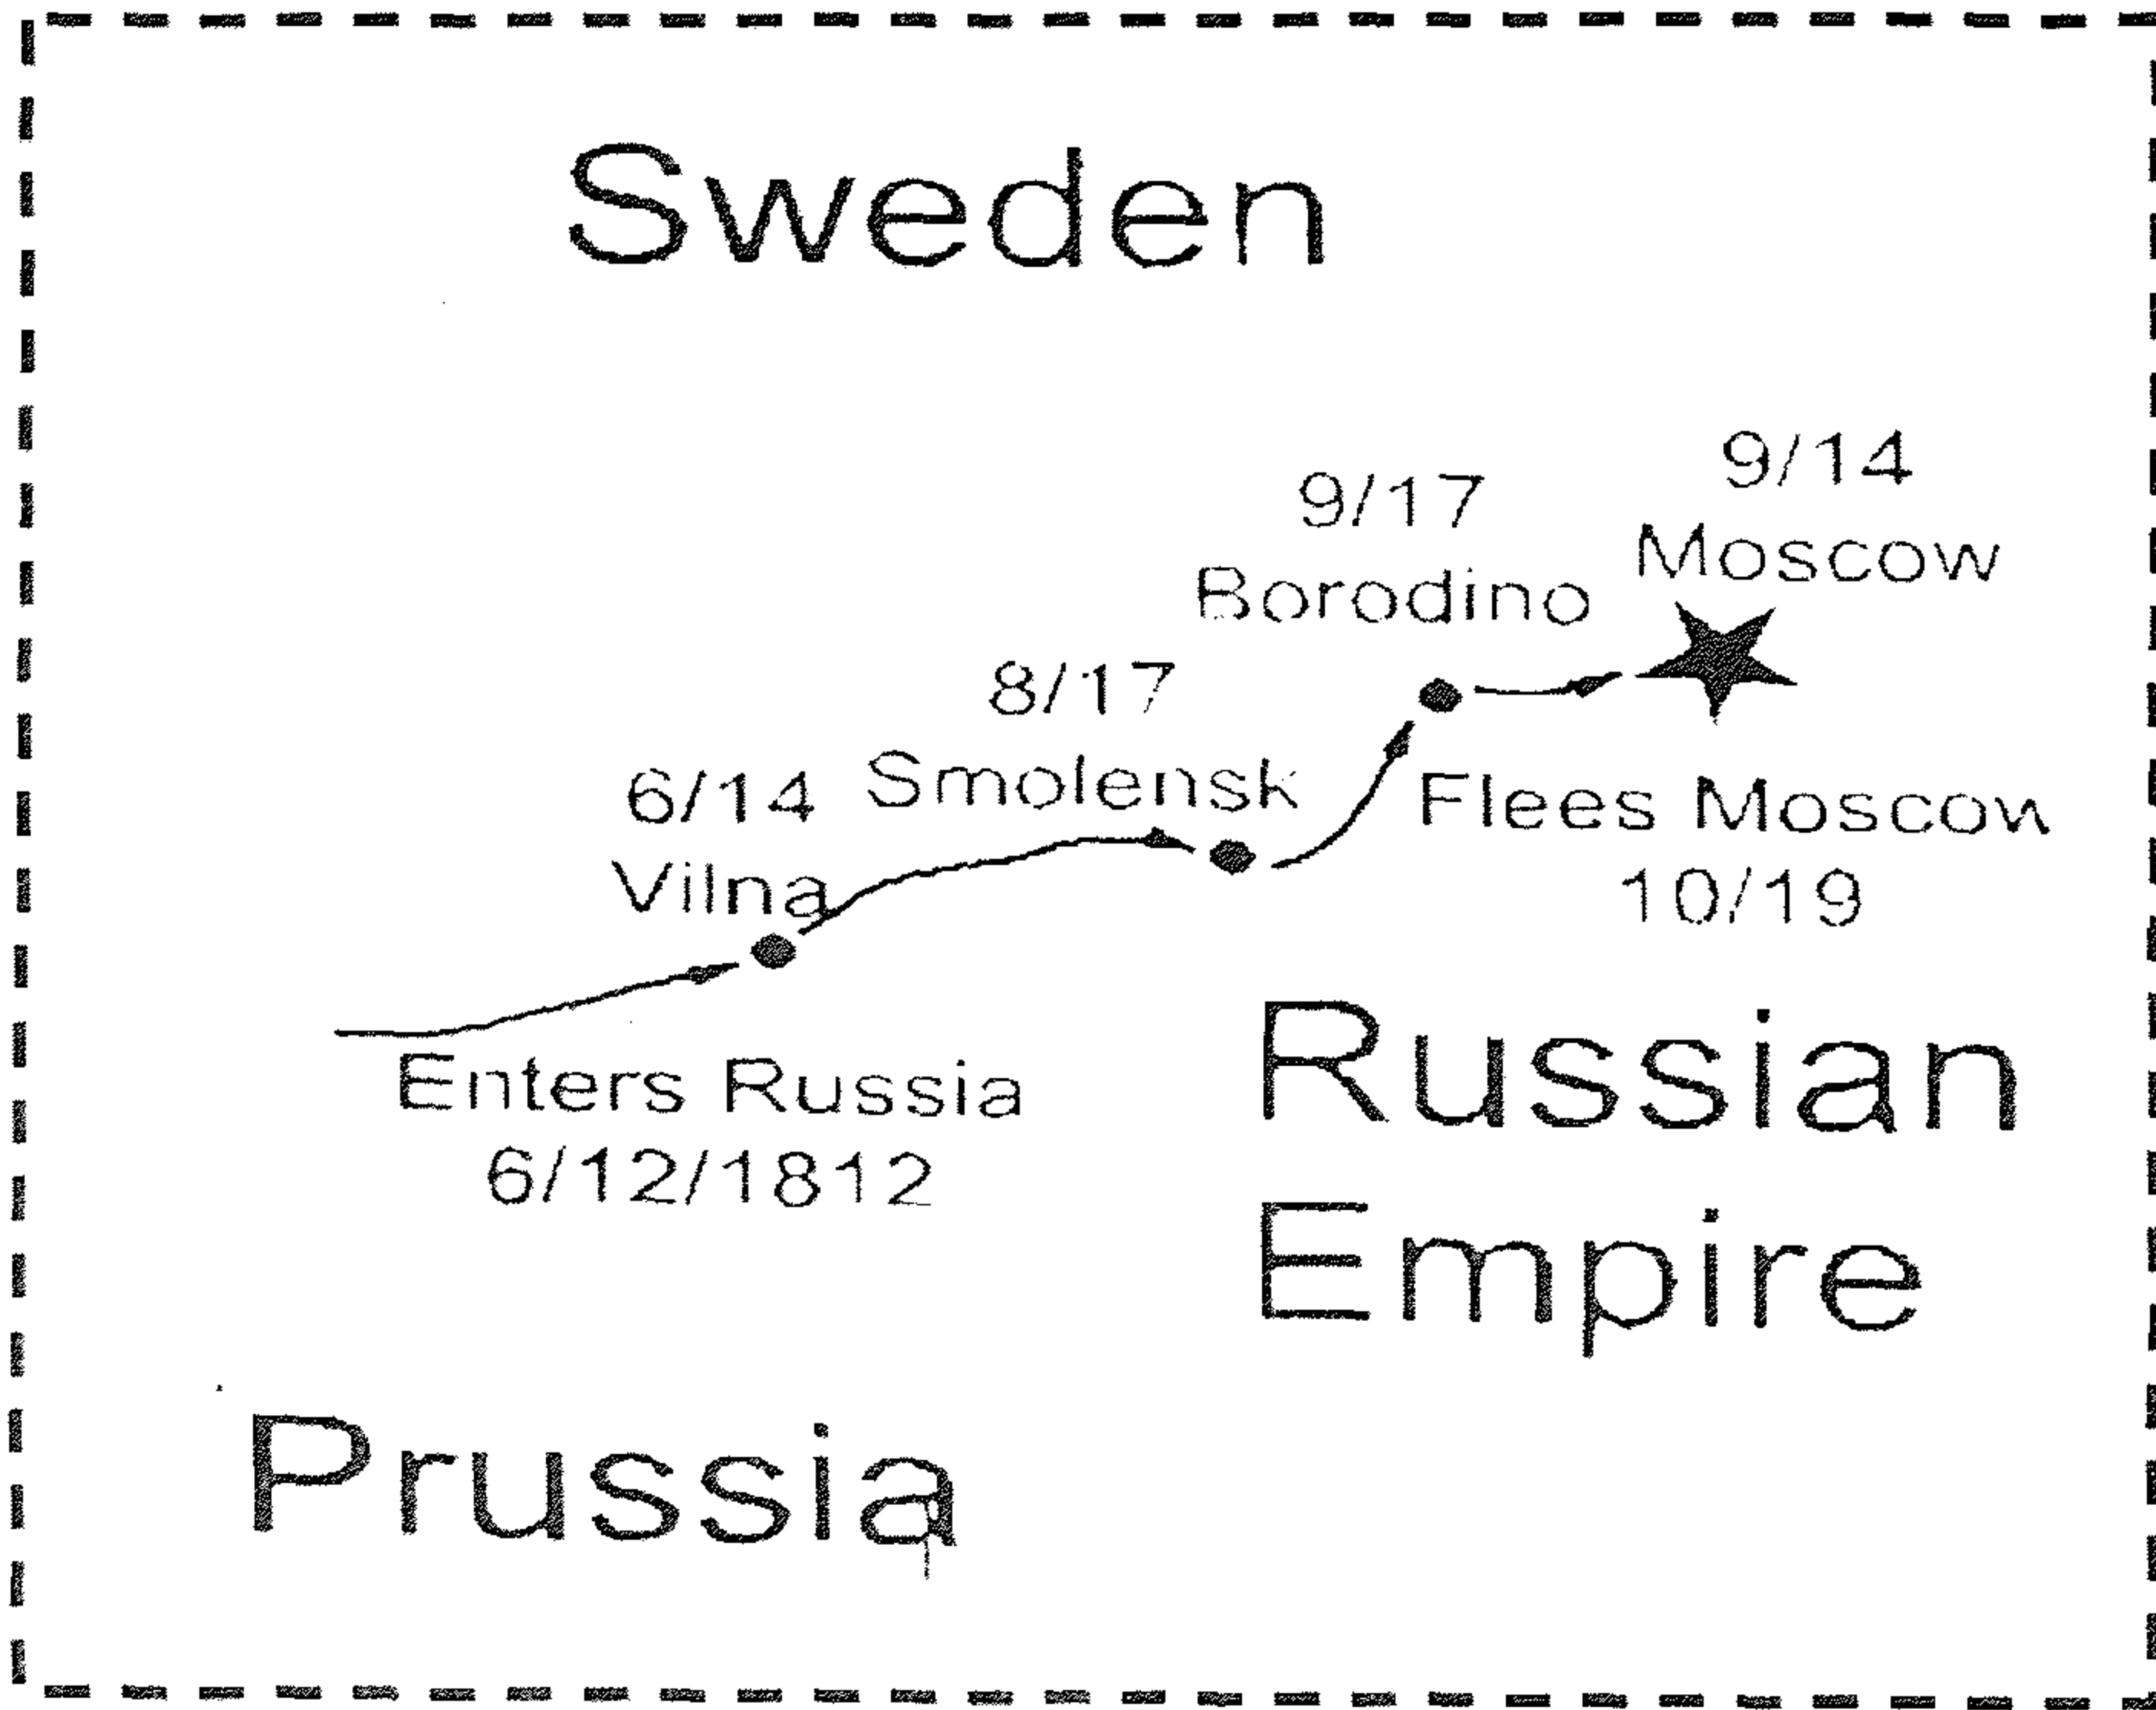 Sweden
9/14
Moscow
9/17
Borodino
8/17
Smolensk
6/14
Vilna
Flees Moscow
10/19
Enters Russia
6/12/1812
Russian
Empire
Prussia